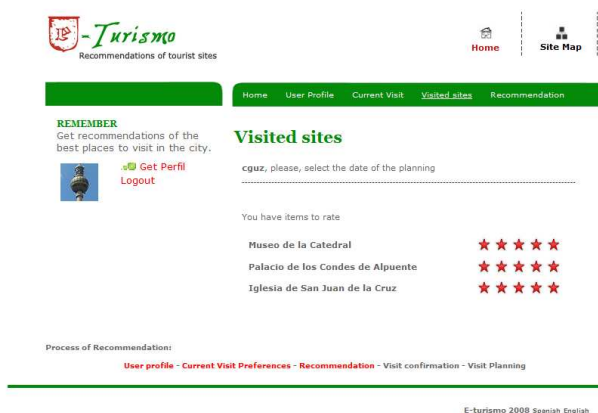 -Turismo
Recommendations of tourist sites
Home
Site Map
Home User Profile Current Visit Visited sites Recommendation
REMEMBER
Get recommendations of the
best places to visit in the city.
Get Perfil
Logout
Visited sites
cguz, please, select the date of the planning
You have items to rate
Museo de la Catedral
Palacio de los Condes de Alpuente
Iglesia de San Juan de la Cruz
Process of Recommendation:
User profile - Current Visit Preferences - Recommendation - Visit confirmation - Visit Planning
E-turismo 2008 Spenish English